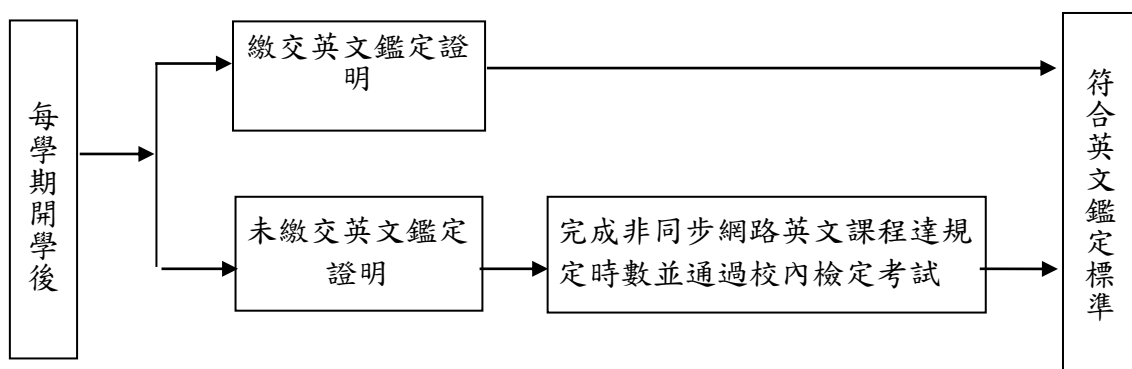 每學期開學後
繳交英文鑑定證
明
未繳交英文鑑定
證明
完成非同步網路英文課程達規
定時數並通過校內檢定考試
符合英文鑑定標準